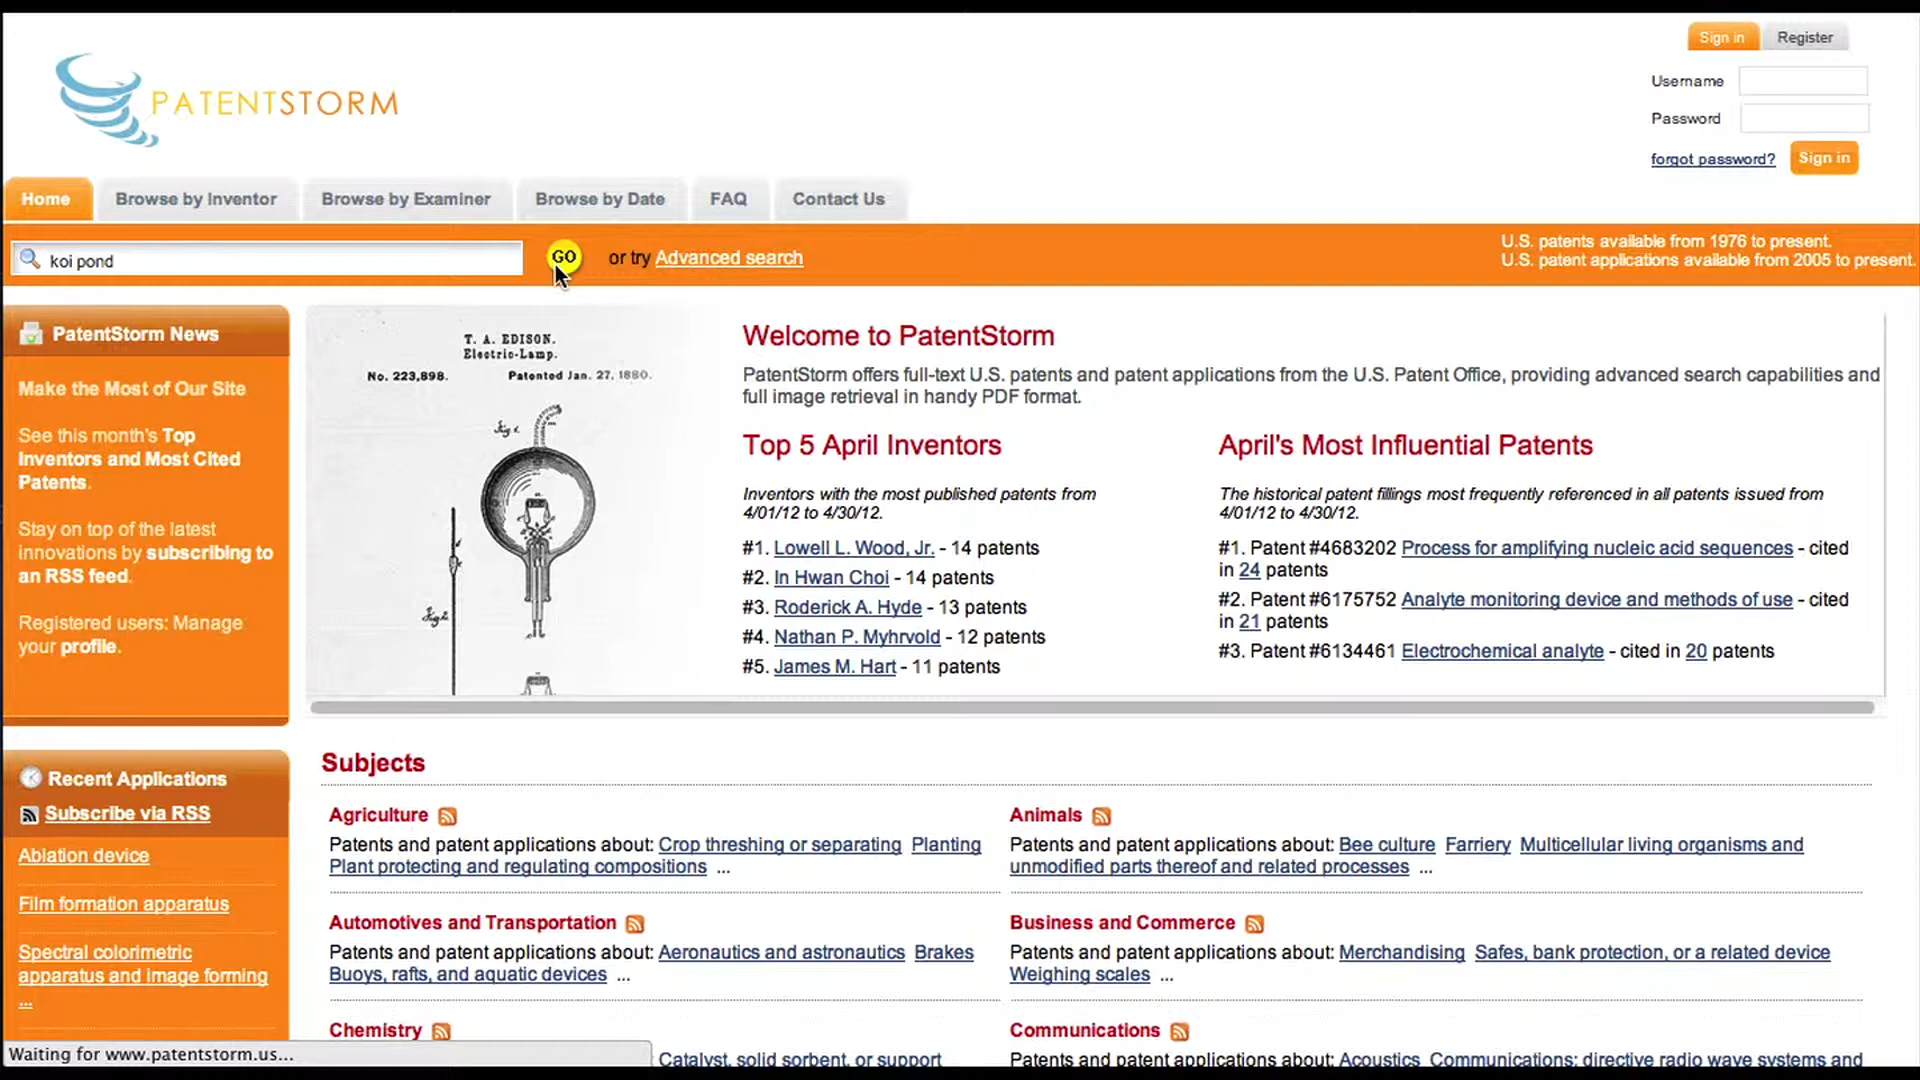 Sign in Register
PATENTSTORM
Username
Password
forgot password? Sign in
Home Browse by Inventor Browse by Examiner Browse by Date FAQ Contact Us
koi pond GO or try Advanced search
U.S. patents available from 1976 to present.
U.S. patent applications available from 2005 to present.
PatentStorm News
Make the Most of Our Site
See this month's Top
Inventors and Most Cited
Patents.
Stay on top of the latest
innovations by subscribing to
an RSS feed.
Registered users: Manage
your profile.
T. A. EDISON.
Electric-Lamp.
No. 223,898. Patented Jan. 27, 1880.
Fig. 1
Fig. 2
Welcome to PatentStorm
PatentStorm offers full-text U.S. patents and patent applications from the U.S. Patent Office, providing advanced search capabilities and
full image retrieval in handy PDF format.
Top 5 April Inventors
Inventors with the most published patents from
4/01/12 to 4/30/12.
#1. Lowell L. Wood, Jr. - 14 patents
#2. In Hwan Choi - 14 patents
#3. Roderick A. Hyde - 13 patents
#4. Nathan P. Myhrvold - 12 patents
#5. James M. Hart - 11 patents
April's Most Influential Patents
The historical patent fillings most frequently referenced in all patents issued from
4/01/12 to 4/30/12.
#1. Patent #4683202 Process for amplifying nucleic acid sequences - cited
in 24 patents
#2. Patent #6175752 Analyte monitoring device and methods of use - cited
in 21 patents
#3. Patent #6134461 Electrochemical analyte - cited in 20 patents
Recent Applications
Subscribe via RSS
Ablation device
Film formation apparatus
Spectral colorimetric
apparatus and image forming
...
Subjects
Agriculture
Patents and patent applications about: Crop threshing or separating Planting
Plant protecting and regulating compositions ...
Animals
Patents and patent applications about: Bee culture Farriery Multicellular living organisms and
unmodified parts thereof and related processes ...
Automotives and Transportation
Patents and patent applications about: Aeronautics and astronautics Brakes
Buoys, rafts, and aquatic devices ...
Business and Commerce
Patents and patent applications about: Merchandising Safes, bank protection, or a related device
Weighing scales ...
Chemistry
Catalyst, solid sorbent, or support
Communications
Patents and patent applications about: Acoustics Communications: directive radio wave systems and
Waiting for www.patentstorm.us...